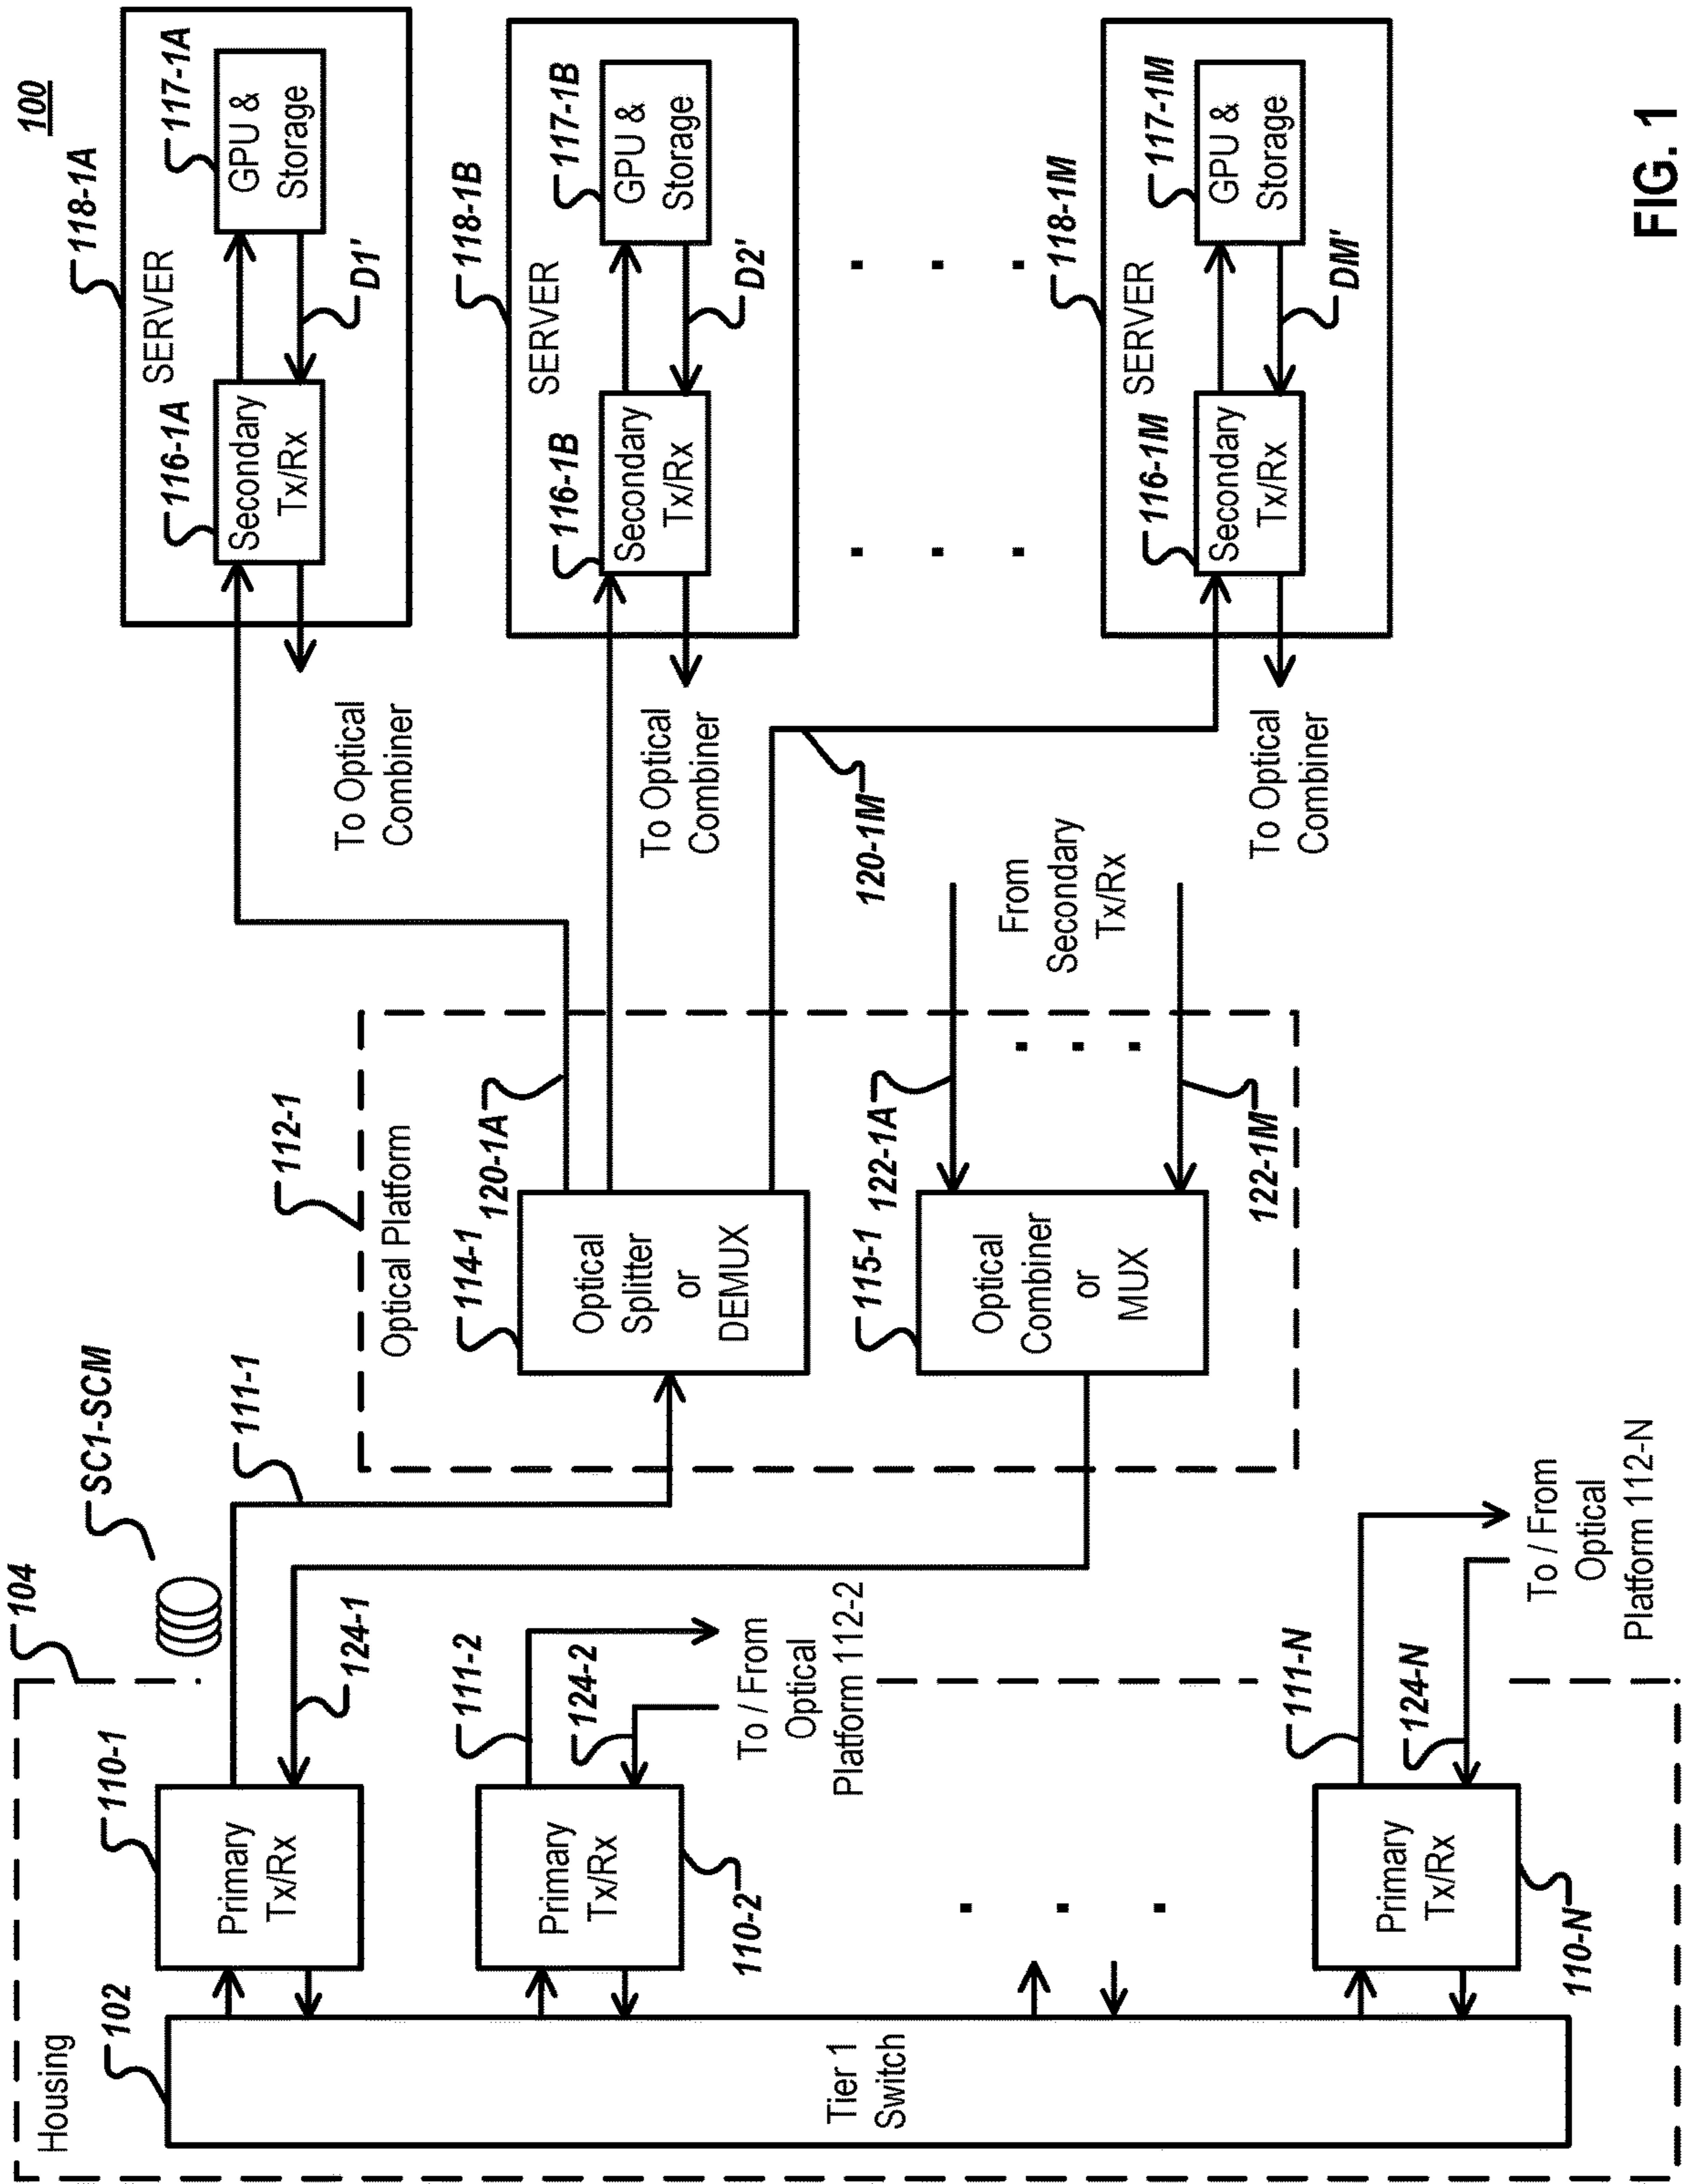 100
Housing
102
104
Tier 1
Switch
110-1
Primary
Tx/Rx
SC1-SCM
111-1
124-1
Primary
Tx/Rx
110-2
111-2
124-2
To / From
Optical
Platform 112-2
Primary
Tx/Rx
110-N
111-N
124-N
To / From
Optical
Platform 112-N
112-1
Optical Platform
114-1
Optical
Splitter
or
DEMUX
120-1A
115-1
Optical
Combiner
or
MUX
122-1A
122-1M
From
Secondary
Tx/Rx
120-1M
118-1A
SERVER
116-1A
Secondary
Tx/Rx
117-1A
GPU &
Storage
D1'
To Optical
Combiner
118-1B
SERVER
116-1B
Secondary
Tx/Rx
117-1B
GPU &
Storage
D2'
To Optical
Combiner
118-1M
SERVER
116-1M
Secondary
Tx/Rx
117-1M
GPU &
Storage
DM'
To Optical
Combiner
FIG. 1